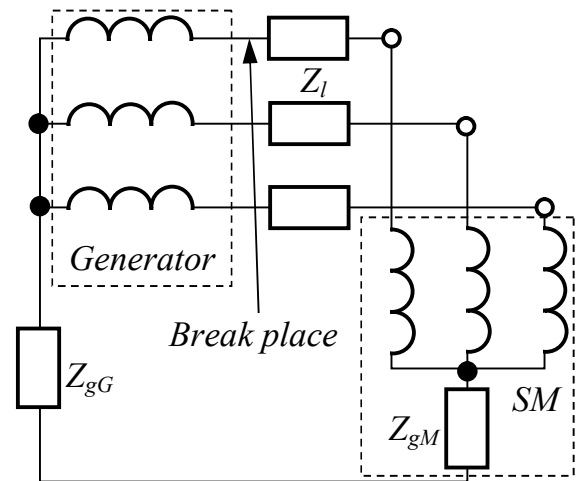 Z_l
Generator
Break place
Z_gG
Z_gM
SM